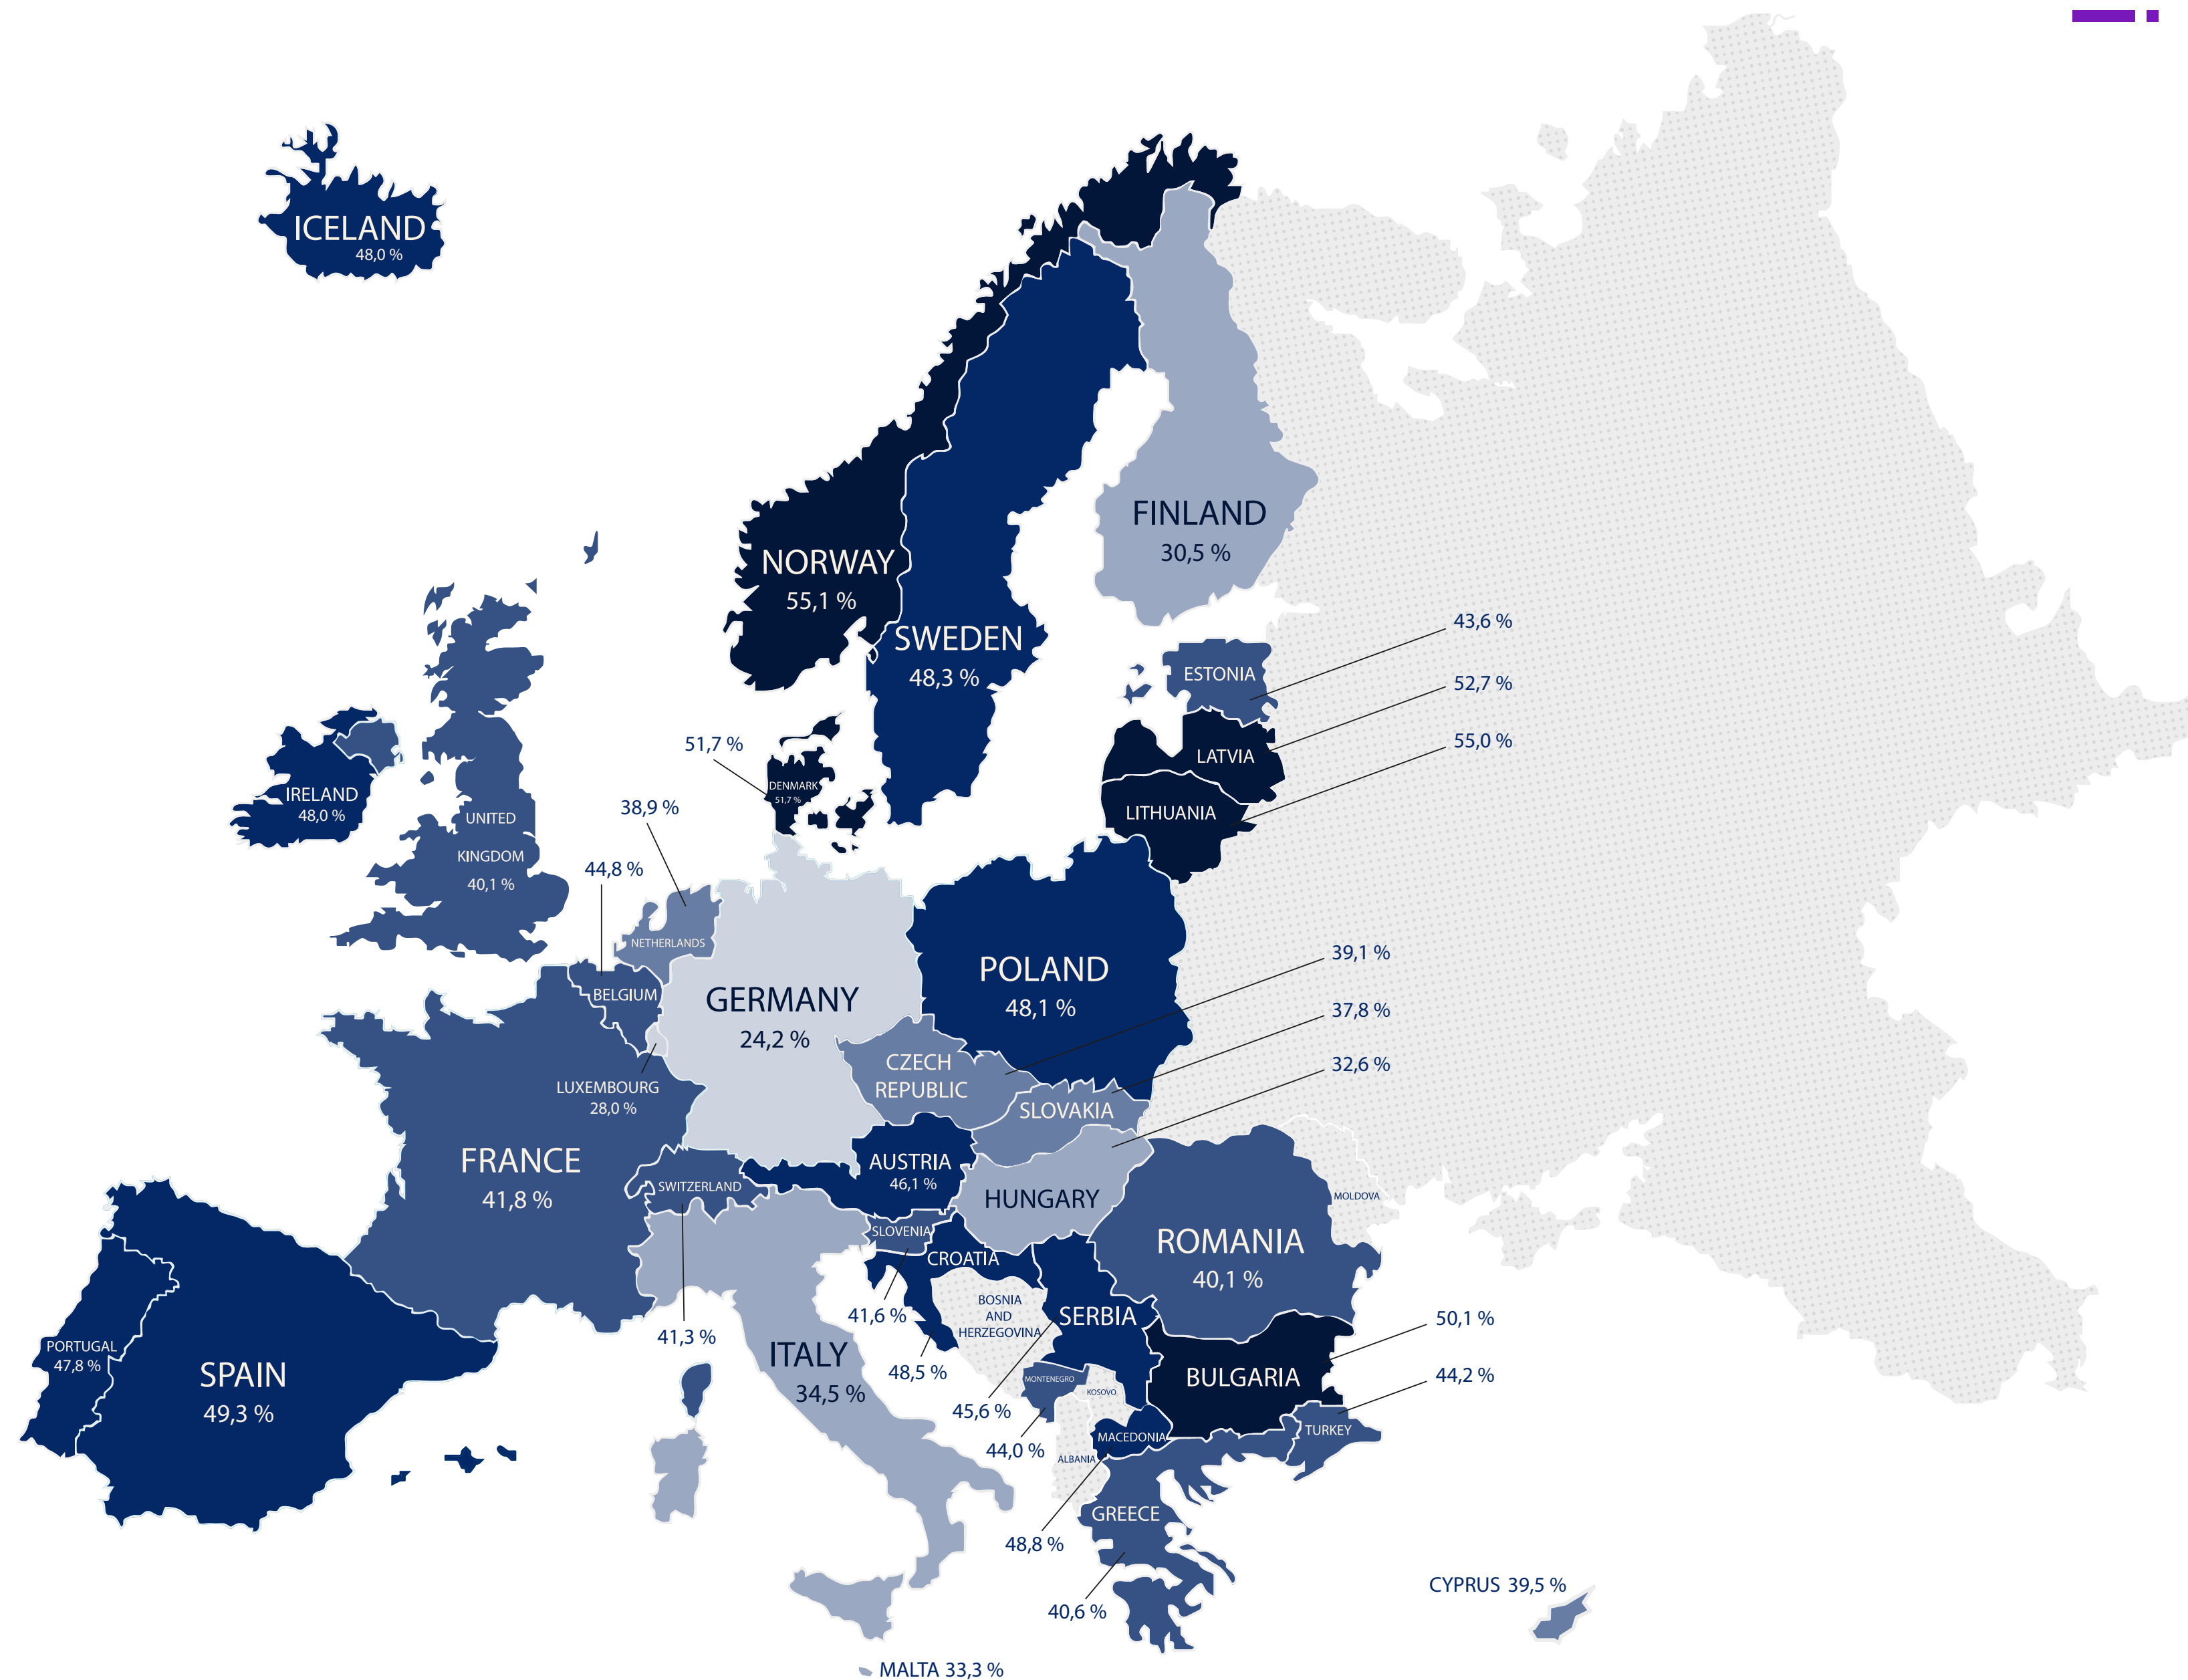 ICELAND
48,0 %
FINLAND
30,5 %
NORWAY
55,1 %
SWEDEN
48,3 %
43,6 %
ESTONIA
52,7 %
LATVIA
55,0 %
LITHUANIA
51,7 %
DENMARK
51,7 %
IRELAND
48,0 %
UNITED
KINGDOM
40,1 %
38,9 %
NETHERLANDS
44,8 %
BELGIUM
GERMANY
24,2 %
POLAND
48,1 %
39,1 %
CZECH
REPUBLIC
37,8 %
SLOVAKIA
32,6 %
HUNGARY
LUXEMBOURG
28,0 %
FRANCE
41,8 %
SWITZERLAND
41,3 %
AUSTRIA
46,1 %
SLOVENIA
41,6 %
CROATIA
48,5 %
MOLDOVA
ROMANIA
40,1 %
BOSNIA
AND
HERZEGOVINA
SERBIA
45,6 %
PORTUGAL
47,8 %
SPAIN
49,3 %
ITALY
34,5 %
MONTENEGRO
44,0 %
KOSOVO
BULGARIA
50,1 %
44,2 %
TURKEY
MACEDONIA
48,8 %
ALBANIA
GREECE
40,6 %
CYPRUS 39,5 %
MALTA 33,3 %